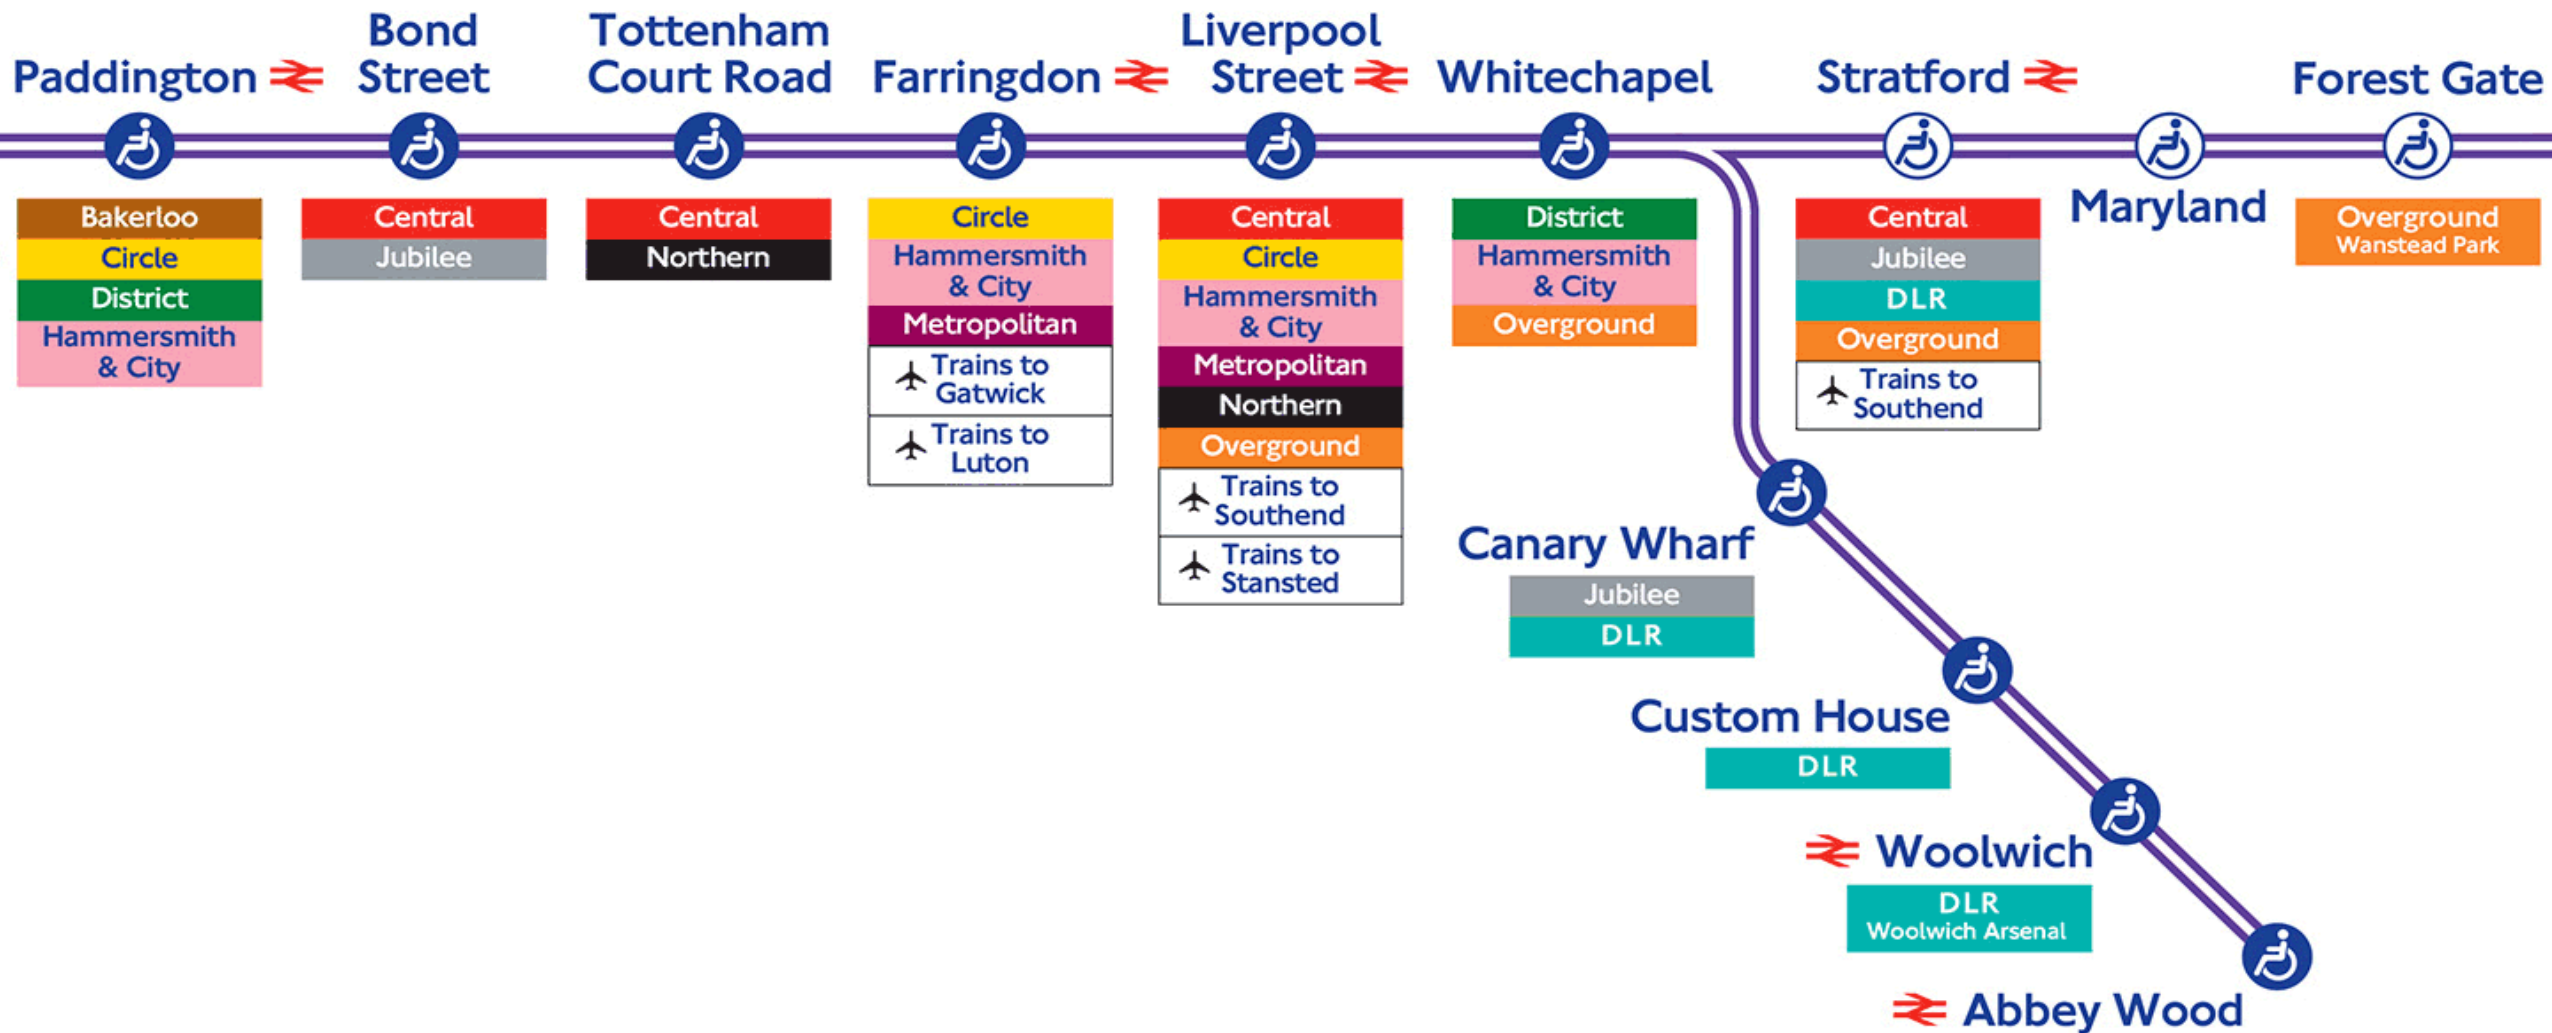 Paddington
Bakerloo
Circle
District
Hammersmith
& City
Bond
Street
Central
Jubilee
Tottenham
Court Road
Central
Northern
Farringdon
Circle
Hammersmith
& City
Metropolitan
Trains to
Gatwick
Trains to
Luton
Liverpool
Street
Central
Circle
Hammersmith
& City
Metropolitan
Northern
Overground
Trains to
Southend
Trains to
Stansted
Whitechapel
District
Hammersmith
& City
Overground
Stratford
Central
Jubilee
DLR
Overground
Trains to
Southend
Maryland
Forest Gate
Overground
Wanstead Park
Canary Wharf
Jubilee
DLR
Custom House
DLR
Woolwich
DLR
Woolwich Arsenal
Abbey Wood